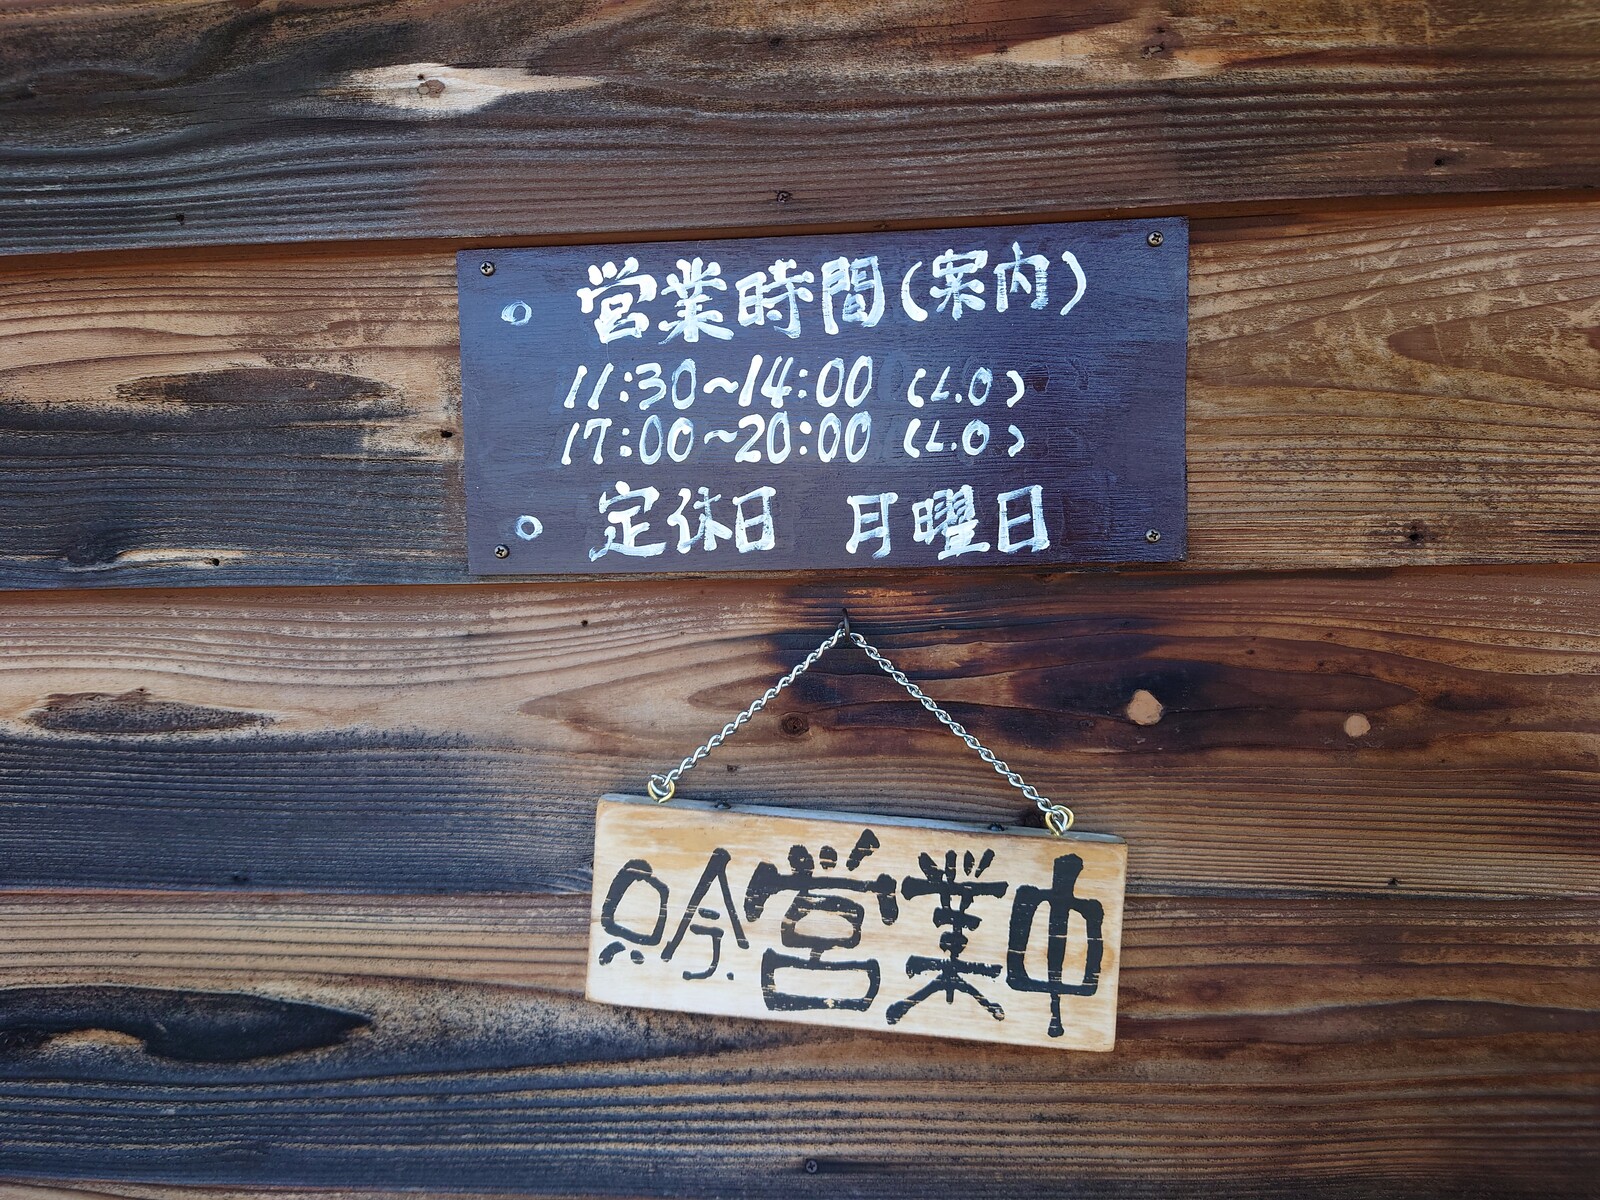 ○ 営業時間(案内)
11:30~14:00 (L.O)
17:00~20:00 (L.O)
○ 定休日 月曜日
只今営業中